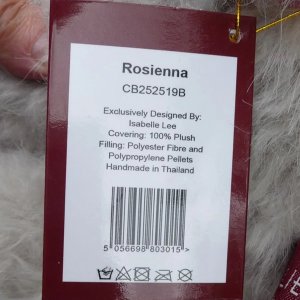 Rosienna
CB252519B
Exclusively Designed By:
Isabelle Lee
Covering: 100% Plush
Filling: Polyester Fibre and
Polypropylene Pellets
Handmade in Thailand
5 056698 803015 >